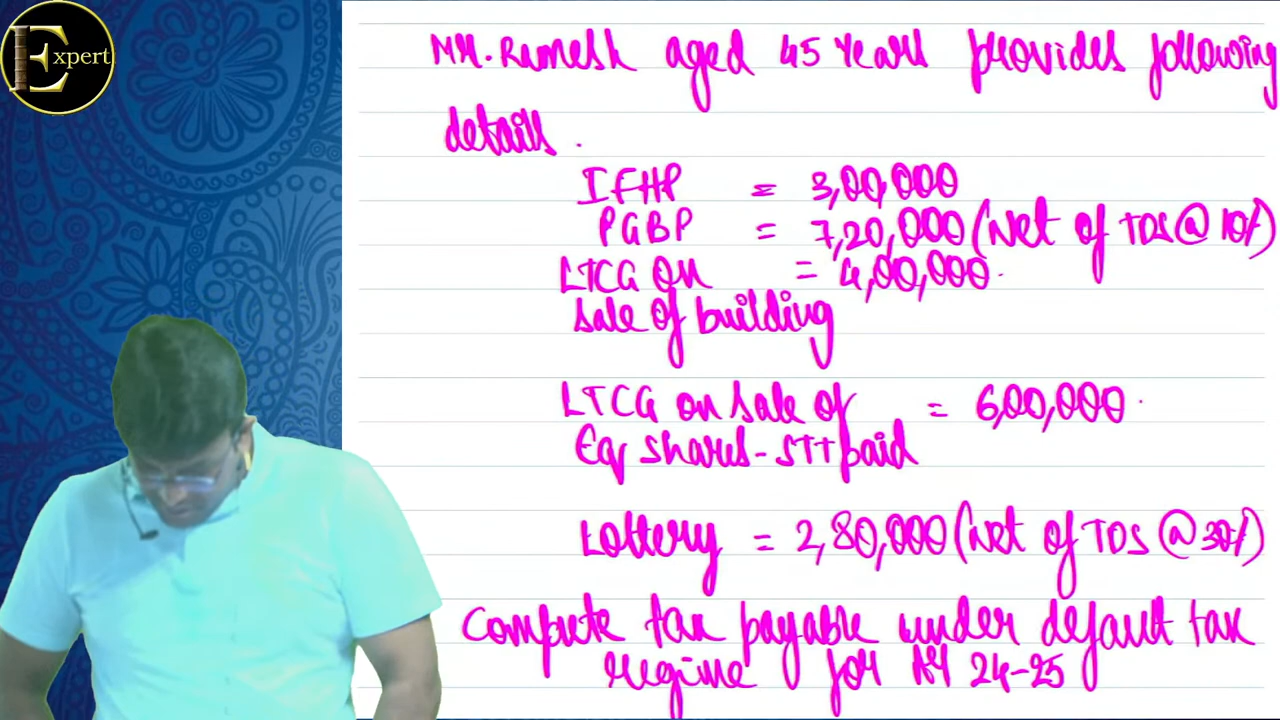 Expert
Mr. Ramesh aged 45 Years provides following
details.
IFHP = 3,00,000
PGBP = 7,20,000 (Net of TDS @ 10%)
LTCG on = 4,00,000.
sale of building
LTCG on sale of = 6,00,000.
Eq shares - STT paid
Lottery = 2,80,000 (Net of TDS @ 30%)
Compute tax payable under default tax
regime for AY 24-25